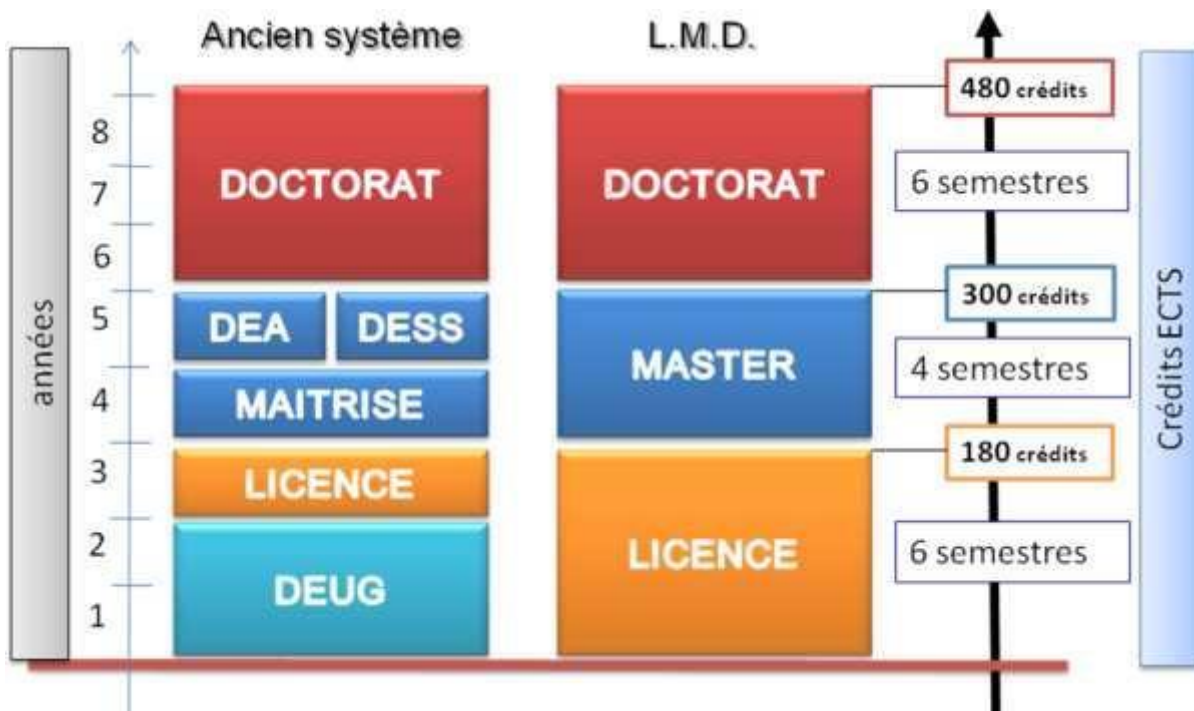 Ancien système
L.M.D.
années
8
7
6
5
4
3
2
1
DOCTORAT
DEA
DESS
MAITRISE
LICENCE
DEUG
DOCTORAT
MASTER
LICENCE
480 crédits
6 semestres
300 crédits
4 semestres
180 crédits
6 semestres
Crédits ECTS